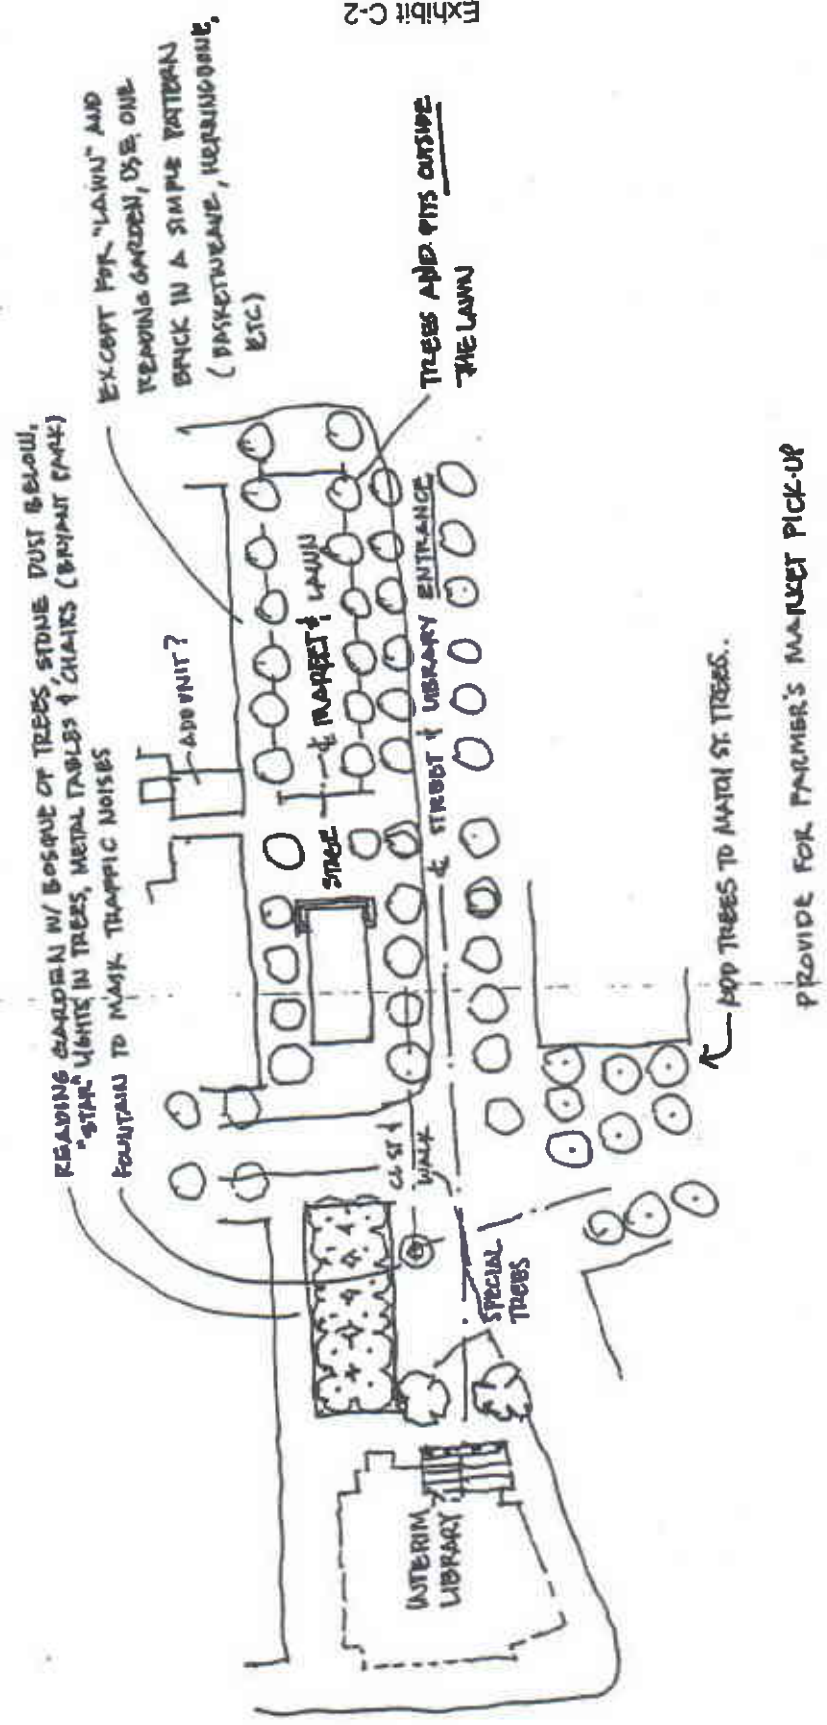 Exhibit C-2
EXCEPT FOR "LAWN" AND
READING GARDEN, USE ONE
BRICK IN A SIMPLE PATTERN
(BASKETWEAVE, HERRINGBONE,
ETC)
READING GARDEN W/ BOSQUE OF TREES, STONE DUST BELOW,
"STAR" LIGHTS IN TREES, METAL TABLES & CHAIRS (BRYANT PARK)
FOUNTAIN TO MASK TRAFFIC NOISES
ADD UNIT?
TREES AND PITS OUTSIDE
THE LAWN
℄ MARKET & LAWN
STAGE
℄ STREET & LIBRARY ENTRANCE
℄ ST &
WALK
SPECIAL
TREES
INTERIM
LIBRARY
ADD TREES TO MATCH ST. TREES..
PROVIDE FOR FARMER'S MARKET PICK-UP